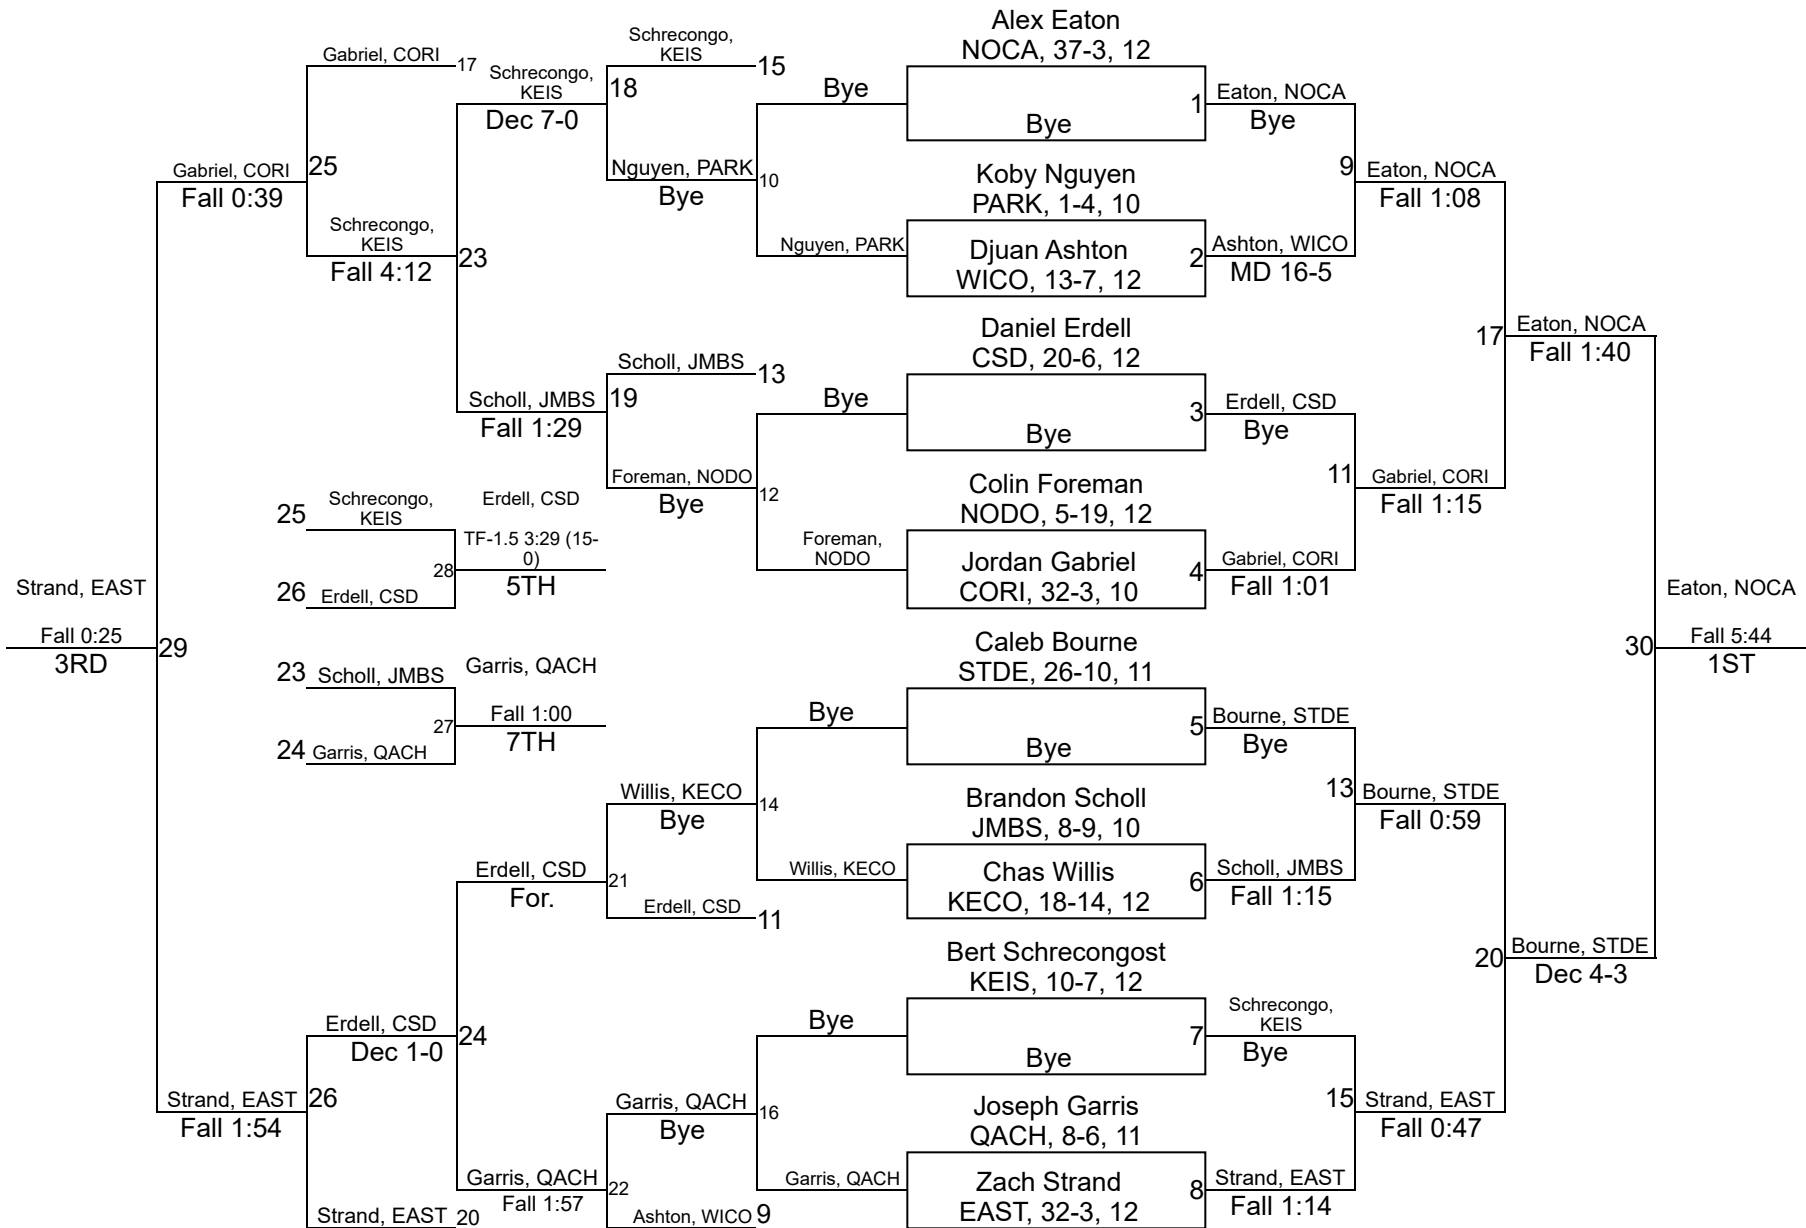 Alex Eaton
NOCA, 37-3, 12
Bye
1
Koby Nguyen
PARK, 1-4, 10
Djuan Ashton
WICO, 13-7, 12
2
Daniel Erdell
CSD, 20-6, 12
Bye
3
Colin Foreman
NODO, 5-19, 12
Jordan Gabriel
CORI, 32-3, 10
4
Caleb Bourne
STDE, 26-10, 11
Bye
5
Brandon Scholl
JMBS, 8-9, 10
Chas Willis
KECO, 18-14, 12
6
Bert Schrecongost
KEIS, 10-7, 12
Bye
7
Joseph Garris
QACH, 8-6, 11
Zach Strand
EAST, 32-3, 12
8
Eaton, NOCA
Bye
9
Ashton, WICO
MD 16-5
Erdell, CSD
Bye
11
Gabriel, CORI
Fall 1:01
Bourne, STDE
Bye
13
Scholl, JMBS
Fall 1:15
Schrecongo,
KEIS
Bye
15
Strand, EAST
Fall 1:14
Eaton, NOCA
Fall 1:08
17
Gabriel, CORI
Fall 1:15
Bourne, STDE
Fall 0:59
20
Strand, EAST
Fall 0:47
Eaton, NOCA
Fall 1:40
30
Bourne, STDE
Dec 4-3
Eaton, NOCA
Fall 5:44
1ST
Bye
10
Nguyen, PARK
Bye
12
Foreman,
NODO
Bye
14
Willis, KECO
Bye
16
Garris, QACH
Schrecongo,
KEIS
15
18
Nguyen, PARK
Bye
Scholl, JMBS
13
19
Foreman, NODO
Bye
Willis, KECO
Bye
21
Erdell, CSD
11
Garris, QACH
Bye
22
Ashton, WICO
9
Schrecongo,
KEIS
Dec 7-0
23
Scholl, JMBS
Fall 1:29
Erdell, CSD
For.
24
Garris, QACH
Fall 1:57
Gabriel, CORI
17
25
Schrecongo,
KEIS
Fall 4:12
Erdell, CSD
Dec 1-0
26
Strand, EAST
20
Gabriel, CORI
Fall 0:39
29
Strand, EAST
Fall 1:54
Strand, EAST
Fall 0:25
3RD
25
Schrecongo,
KEIS
26
Erdell, CSD
28
Erdell, CSD
TF-1.5 3:29 (15-
0)
5TH
23
Scholl, JMBS
24
Garris, QACH
27
Garris, QACH
Fall 1:00
7TH